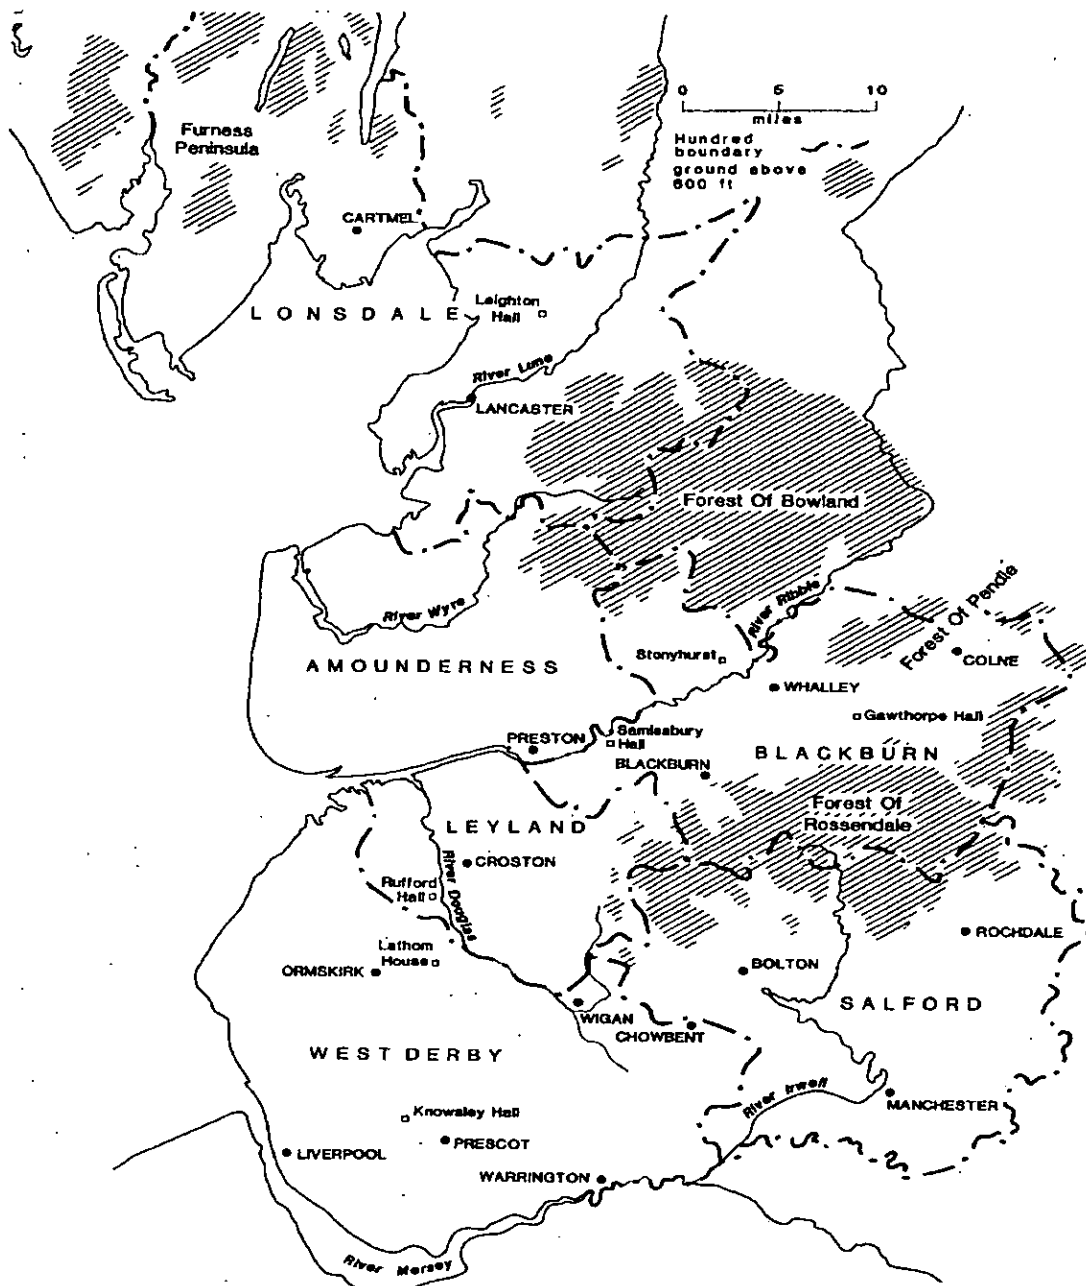 0 5 10
miles
Hundred
boundary
ground above
600 ft
Furness
Peninsula
CARTMEL
LONSDALE
Leighton
Hall
River Lune
LANCASTER
Forest Of Bowland
River Wyre
River Ribble
Forest Of Pendle
AMOUNDERNESS
Stonyhurst
COLNE
WHALLEY
Gawthorpe Hall
PRESTON
Samlesbury
Hall
BLACKBURN
BLACKBURN
LEYLAND
Forest Of
Rossendale
CROSTON
River Douglas
Rufford
Hall
ROCHDALE
Lathom
House
ORMSKIRK
BOLTON
SALFORD
WIGAN
CHOWBENT
WEST DERBY
River Irwell
MANCHESTER
Knowsley Hall
PRESCOT
LIVERPOOL
WARRINGTON
River Mersey